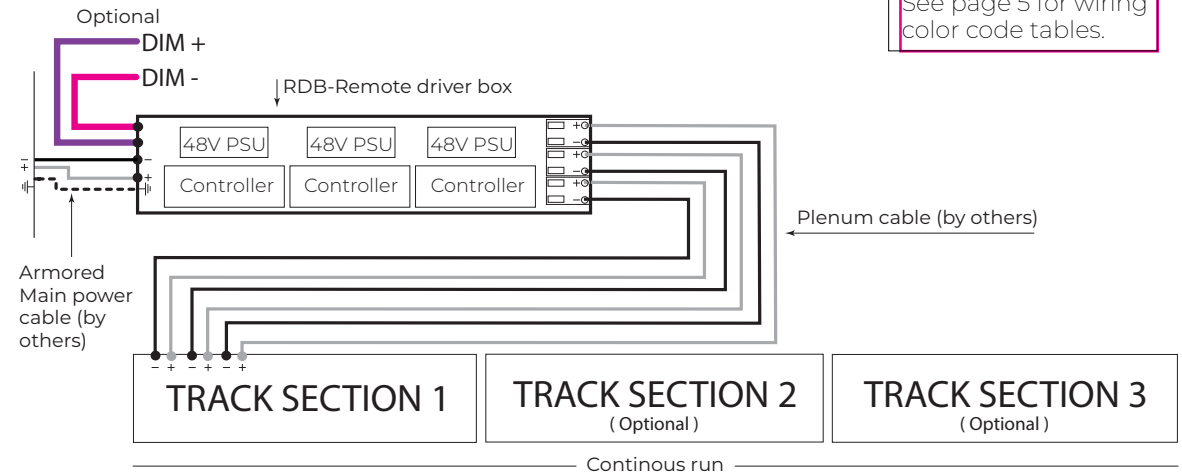 See page 5 for wiring
color code tables.
Optional
DIM +
DIM -
RDB-Remote driver box
48V PSU 48V PSU 48V PSU
Controller Controller Controller
+
-
+
-
+
-
-
+
-
+
Plenum cable (by others)
Armored
Main power
cable (by
others)
- + - + - +
TRACK SECTION 1
TRACK SECTION 2
( Optional )
TRACK SECTION 3
( Optional )
Continous run